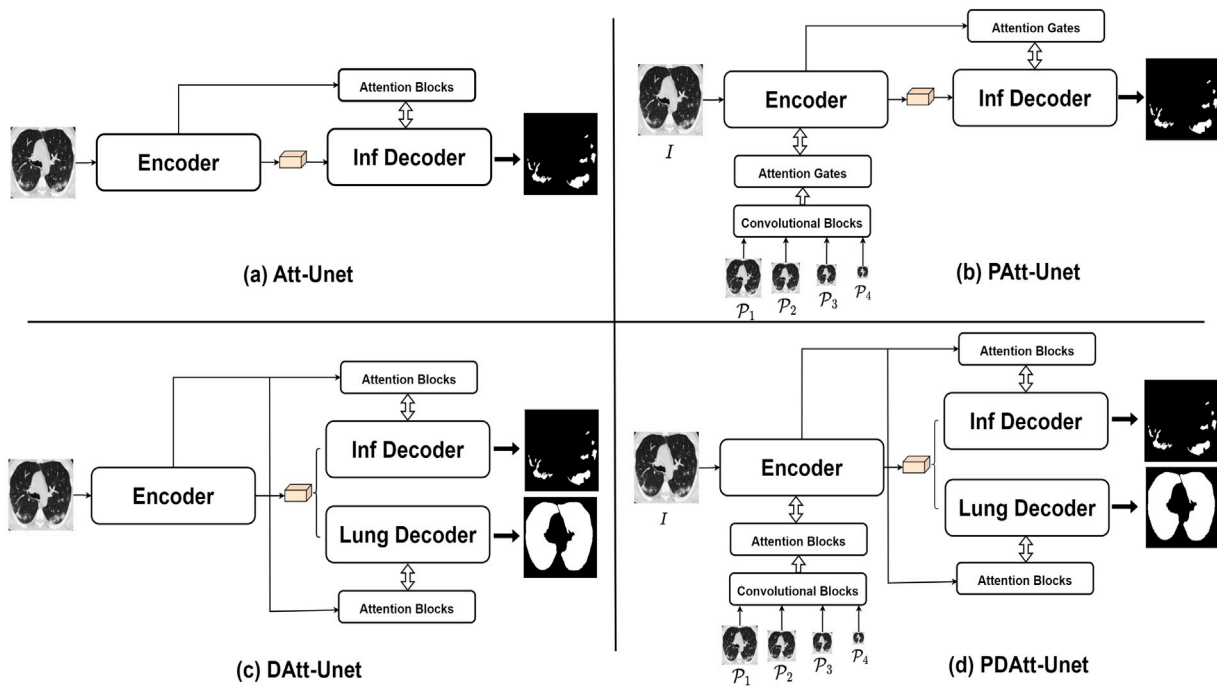 Attention Blocks
Encoder
Inf Decoder
(a) Att-Unet
Attention Gates
Encoder
Inf Decoder
I
Attention Gates
Convolutional Blocks
P₁ P₂ P₃ P₄
(b) PAtt-Unet
Attention Blocks
Inf Decoder
Encoder
Lung Decoder
Attention Blocks
(c) DAtt-Unet
Attention Blocks
Inf Decoder
Encoder
I
Lung Decoder
Attention Blocks
Attention Blocks
Convolutional Blocks
P₁ P₂ P₃ P₄
(d) PDAtt-Unet